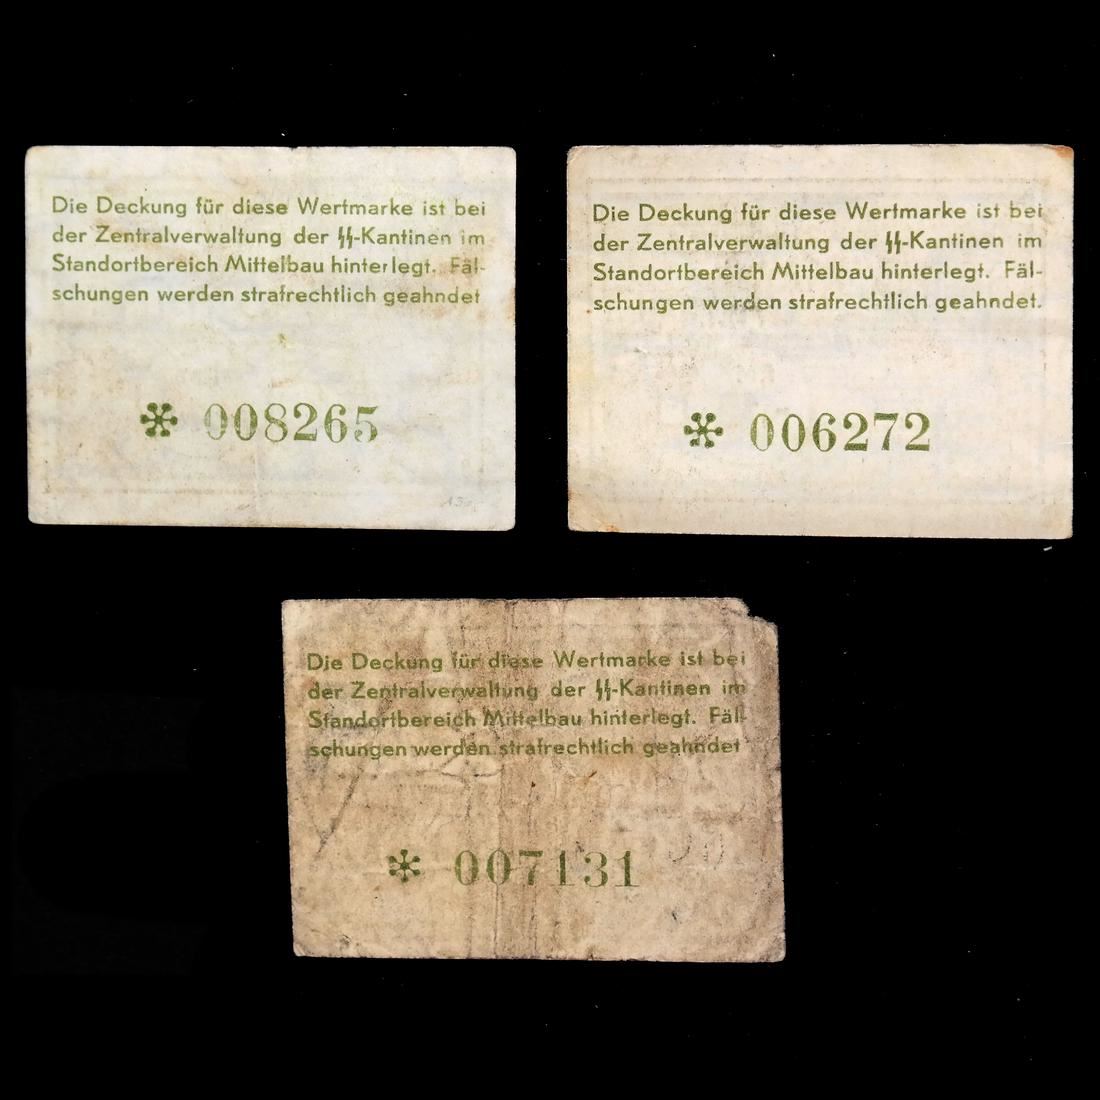 Die Deckung für diese Wertmarke ist bei
der Zentralverwaltung der ᛋᛋ-Kantinen im
Standortbereich Mittelbau hinterlegt. Fäl-
schungen werden strafrechtlich geahndet
* 008265
Die Deckung für diese Wertmarke ist bei
der Zentralverwaltung der ᛋᛋ-Kantinen im
Standortbereich Mittelbau hinterlegt. Fäl-
schungen werden strafrechtlich geahndet.
* 006272
Die Deckung für diese Wertmarke ist bei
der Zentralverwaltung der ᛋᛋ-Kantinen im
Standortbereich Mittelbau hinterlegt. Fäl-
schungen werden strafrechtlich geahndet
* 007131